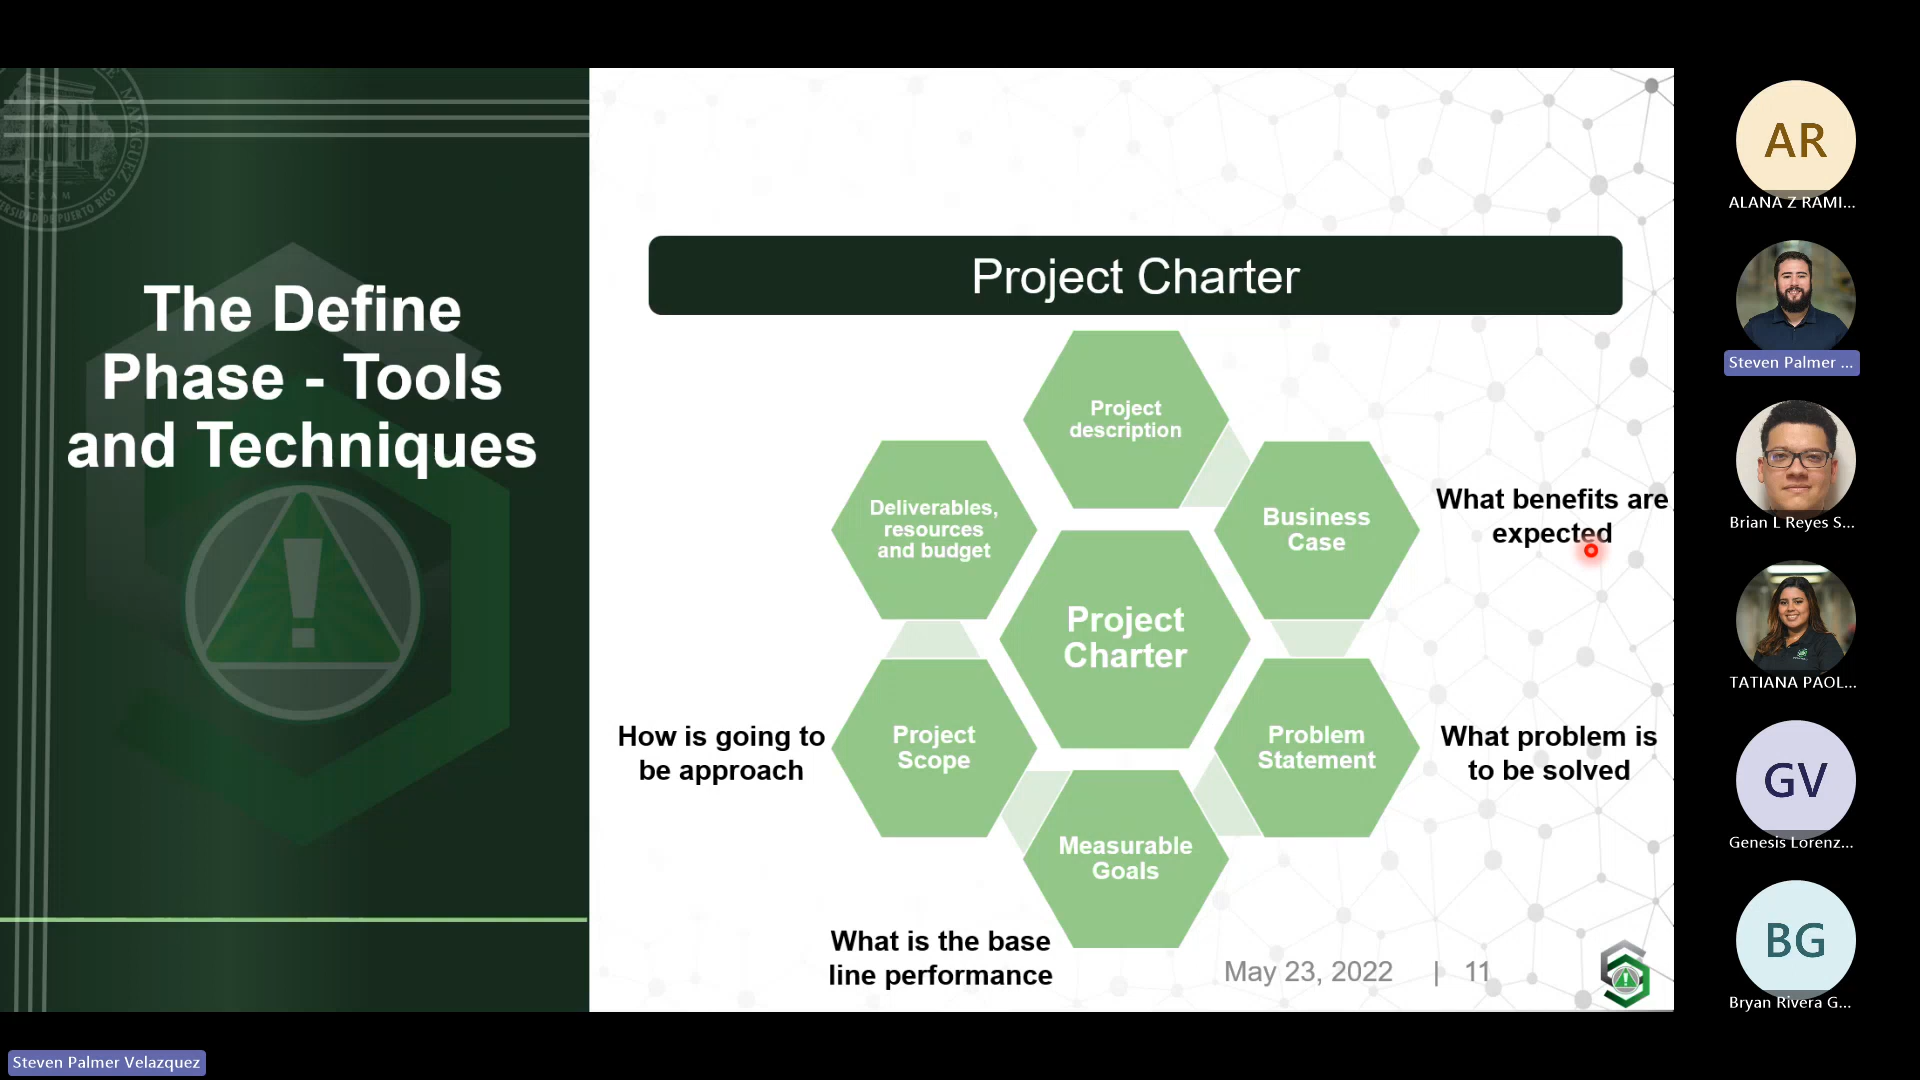 The Define
Phase - Tools
and Techniques
Project Charter
Project
description
Business
Case
What benefits are
expected
Problem
Statement
What problem is
to be solved
Measurable
Goals
What is the base
line performance
Project
Scope
How is going to
be approach
Deliverables,
resources
and budget
Project
Charter
May 23, 2022 | 11
AR
ALANA Z RAMI...
Steven Palmer ...
Brian L Reyes S...
TATIANA PAOL...
GV
Genesis Lorenz...
BG
Bryan Rivera G...
Steven Palmer Velazquez